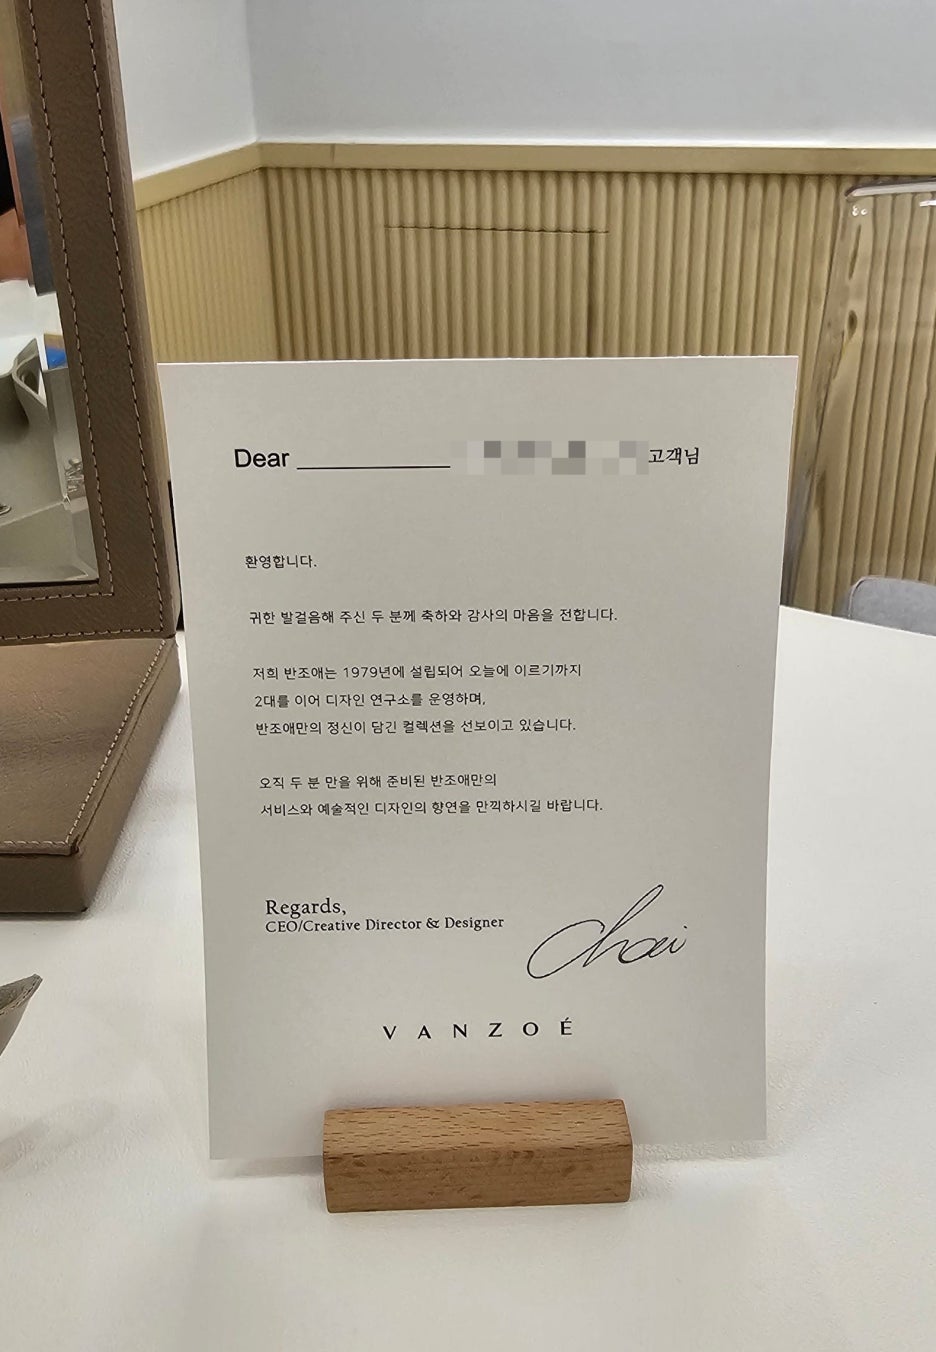 Dear ____________ 고객님
환영합니다.
귀한 발걸음해 주신 두 분께 축하와 감사의 마음을 전합니다.
저희 반조애는 1979년에 설립되어 오늘에 이르기까지
2대를 이어 디자인 연구소를 운영하며,
반조애만의 정신이 담긴 컬렉션을 선보이고 있습니다.
오직 두 분 만을 위해 준비된 반조애만의
서비스와 예술적인 디자인의 향연을 만끽하시길 바랍니다.
Regards,
CEO/Creative Director & Designer
Choi
VANZOÉ